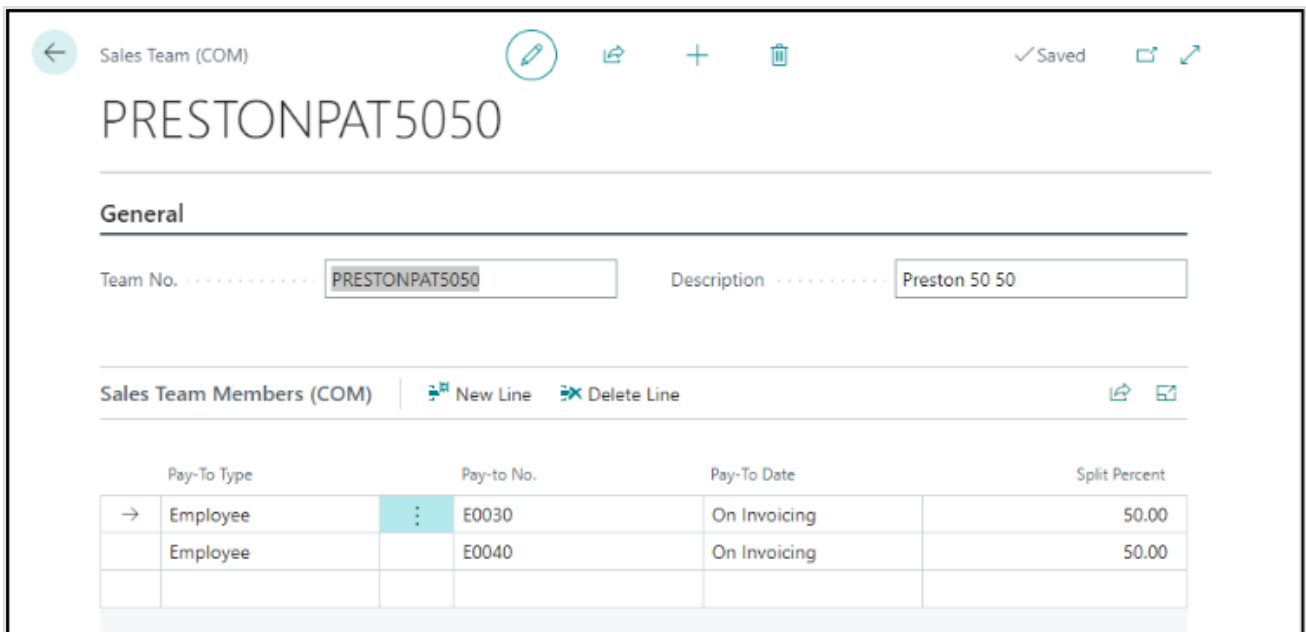 Sales Team (COM) Saved
PRESTONPAT5050
General
Team No. PRESTONPAT5050 Description Preston 50 50
Sales Team Members (COM) New Line Delete Line
Pay-To Type Pay-to No. Pay-To Date Split Percent
Employee E0030 On Invoicing 50.00
Employee E0040 On Invoicing 50.00